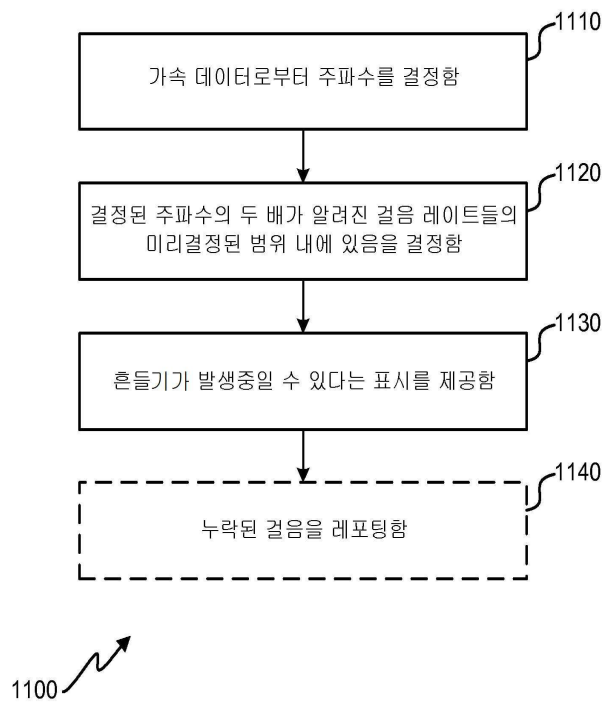 1110
가속 데이터로부터 주파수를 결정함
1120
결정된 주파수의 두 배가 알려진 걸음 레이트들의
미리결정된 범위 내에 있음을 결정함
1130
흔들기가 발생중일 수 있다는 표시를 제공함
1140
누락된 걸음을 레포팅함
1100